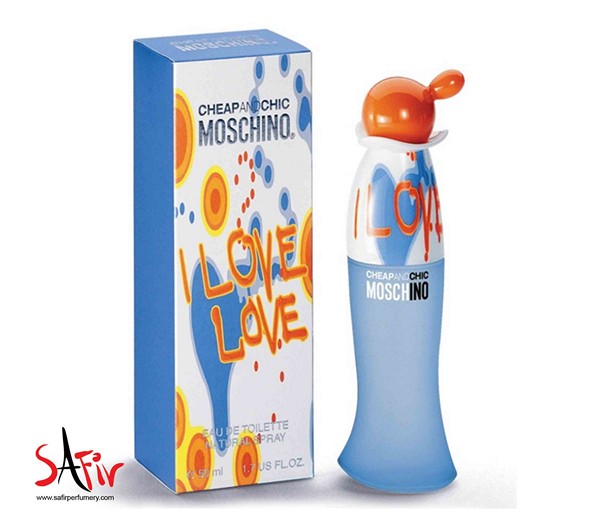 CHEAPANDCHIC
MOSCHINO®
I LOVE
LOVE
EAU DE TOILETTE
NATURAL SPRAY
50 ml 1.7 US FL.OZ.
I LOVE
CHEAPANDCHIC
MOSCHINO
SAFIR
www.safirperfumery.com